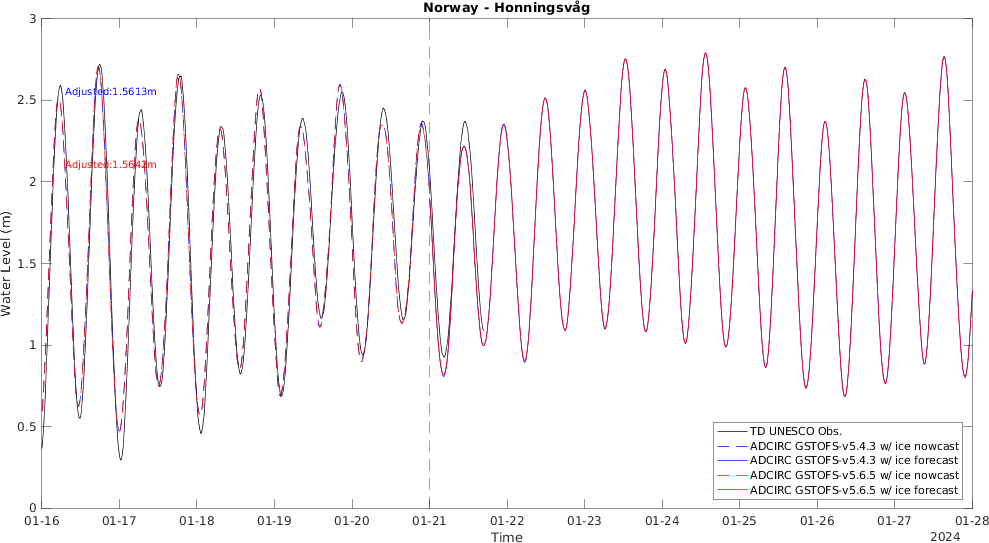 Norway - Honningsvåg
3
2.5
2
1.5
1
0.5
0
Water Level (m)
Adjusted:1.5613m
Adjusted:1.5642m
TD UNESCO Obs.
ADCIRC GSTOFS-v5.4.3 w/ ice nowcast
ADCIRC GSTOFS-v5.4.3 w/ ice forecast
ADCIRC GSTOFS-v5.6.5 w/ ice nowcast
ADCIRC GSTOFS-v5.6.5 w/ ice forecast
01-16 01-17 01-18 01-19 01-20 01-21 01-22 01-23 01-24 01-25 01-26 01-27 01-28
Time
2024